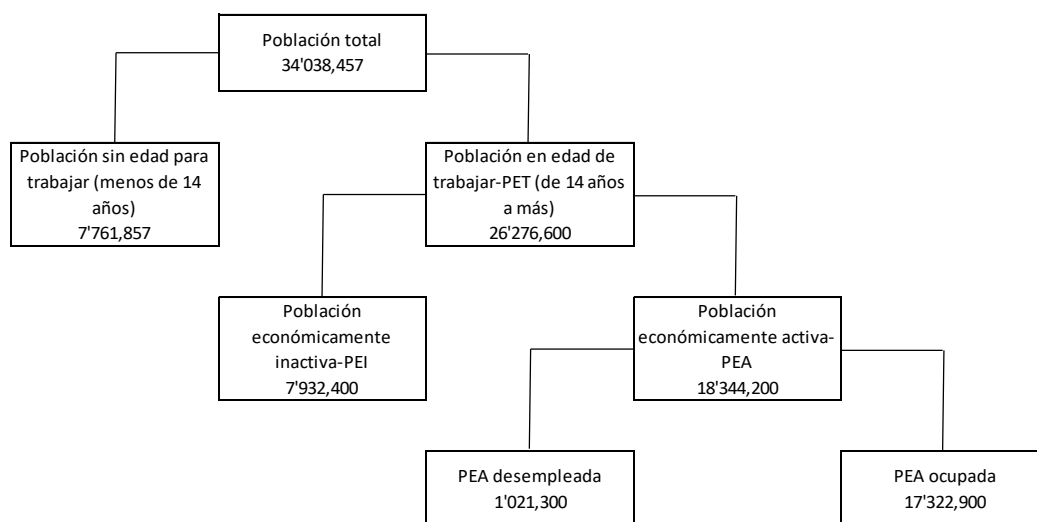 Población total
34'038,457
Población sin edad para
trabajar (menos de 14
años)
7'761,857
Población en edad de
trabajar-PET (de 14 años
a más)
26'276,600
Población
económicamente
inactiva-PEI
7'932,400
Población
económicamente activa-
PEA
18'344,200
PEA desempleada
1'021,300
PEA ocupada
17'322,900